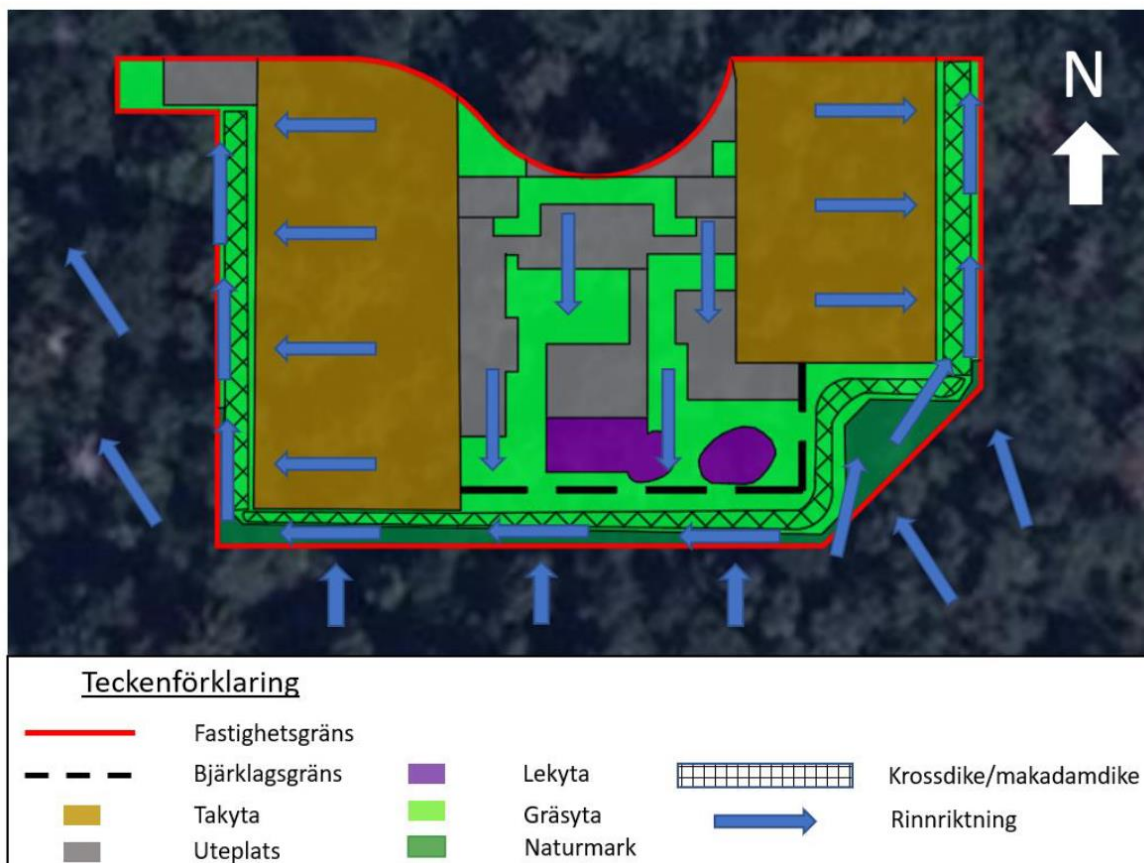 N
Teckenförklaring
Fastighetsgräns
Bjärklagsgräns
Takyta
Uteplats
Lekyta
Gräsyta
Naturmark
Krossdike/makadamdike
Rinnriktning